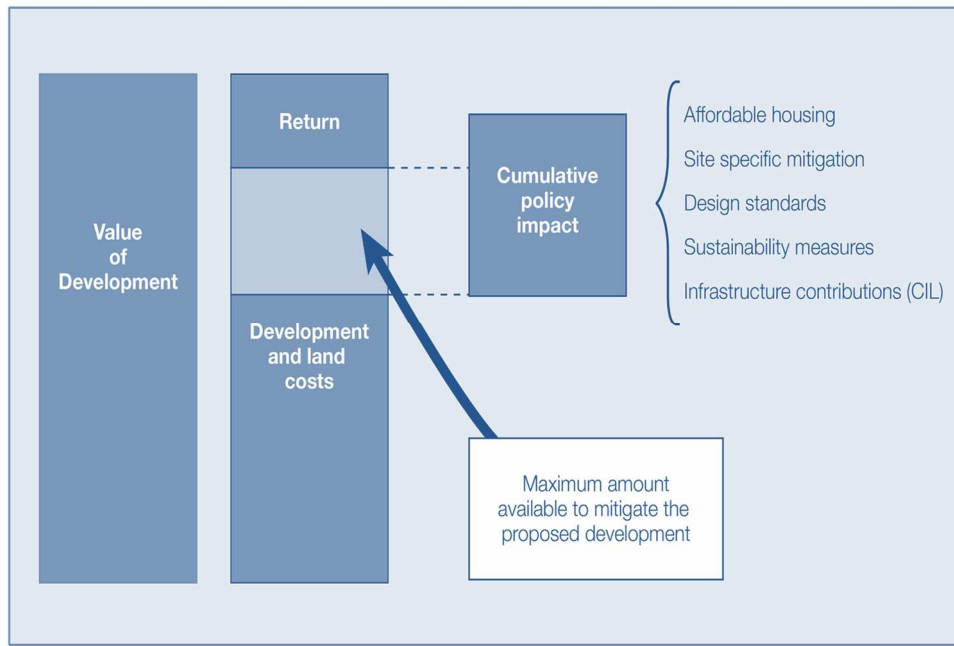 Value
of
Development
Return
Development
and land
costs
Cumulative
policy
impact
Affordable housing
Site specific mitigation
Design standards
Sustainability measures
Infrastructure contributions (CIL)
Maximum amount
available to mitigate the
proposed development